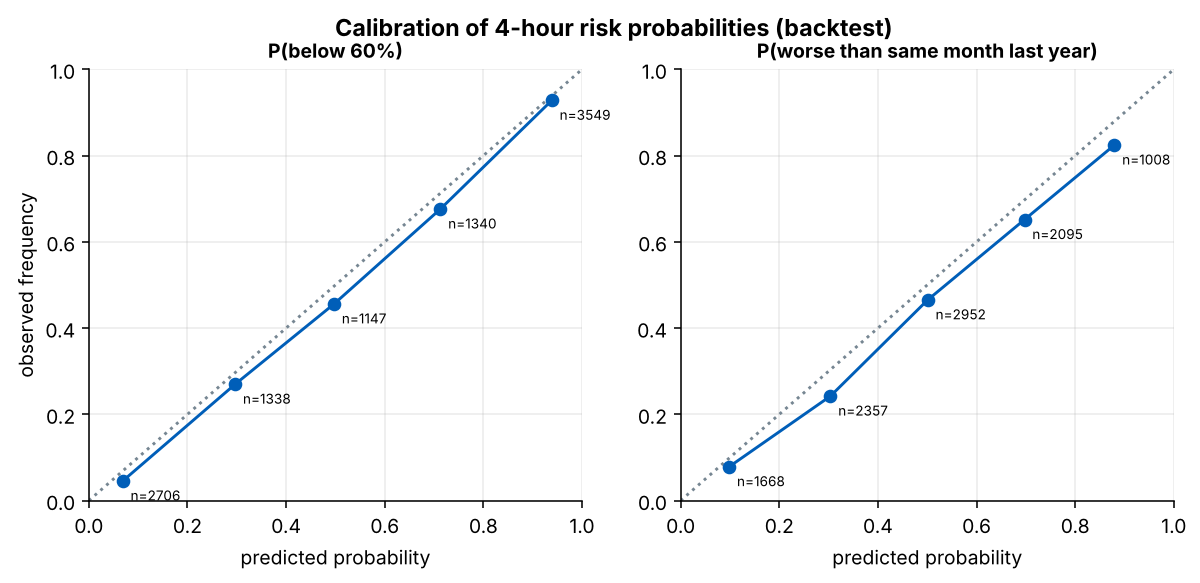 Calibration of 4-hour risk probabilities (backtest)
P(below 60%)
1.0
0.8
0.6
0.4
0.2
0.0
observed frequency
n=3549
n=1340
n=1147
n=1338
n=2706
0.0 0.2 0.4 0.6 0.8 1.0
predicted probability
P(worse than same month last year)
1.0
0.8
0.6
0.4
0.2
0.0
n=1008
n=2095
n=2952
n=2357
n=1668
0.0 0.2 0.4 0.6 0.8 1.0
predicted probability